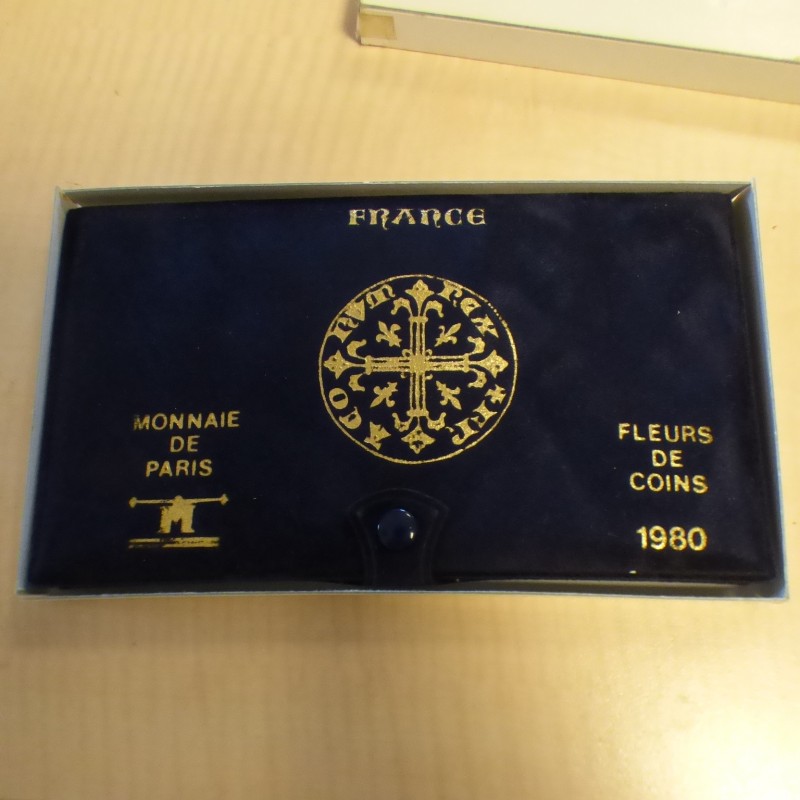 FRANCE
MONNAIE
DE
PARIS
FLEURS
DE
COINS
1980